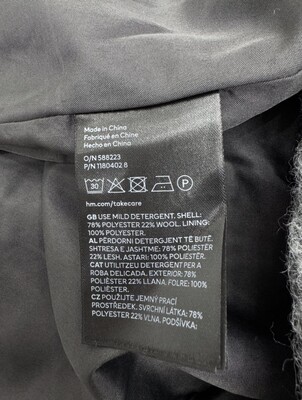 Made in China
Fabriqué en Chine
Hecho en China
O/N 588223
P/N 1180402 8
30
P
hm.com/takecare
GB USE MILD DETERGENT. SHELL:
78% POLYESTER 22% WOOL. LINING:
100% POLYESTER.
AL PËRDORNI DETERGJENT TË BUTË.
SHTRESA E JASHTME: 78% POLIESTËR
22% LESH, ASTARI: 100% POLIESTËR.
CAT UTILITZEU DETERGENT PER A
ROBA DELICADA. EXTERIOR: 78%
POLIÈSTER 22% LLANA. FOLRE: 100%
POLIÈSTER.
CZ POUŽIJTE JEMNÝ PRACÍ
PROSTŘEDEK. SVRCHNÍ LÁTKA: 78%
POLYESTER 22% VLNA. PODŠÍVKA: